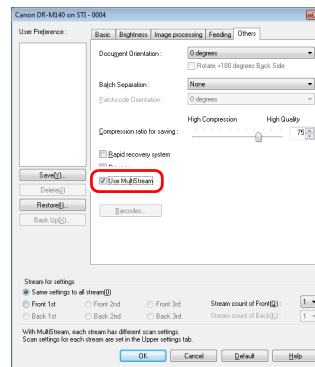 Canon DR-M140 on STI - 0004
User Preference :
Basic Brightness Image processing Feeding Others
Document Orientation : 0 degrees
Rotate +180 degrees Back Side
Batch Separation : None
Patchcode Orientation : 0 degrees
High Compression High Quality
Compression ratio for saving : 75
Rapid recovery system
Use MultiStream
Barcodes...
Save(Y)...
Delete(J)
Restore(L)...
Back Up(K)...
Stream for settings
Same settings to all stream(0)
Front 1st Front 2nd Front 3rd Stream count of Front(Q) : 1
Back 1st Back 2nd Back 3rd Stream count of Back(L) : 1
With MultiStream, each stream has different scan settings.
Scan settings for each stream are set in the Upper settings tab.
OK Cancel Default Help